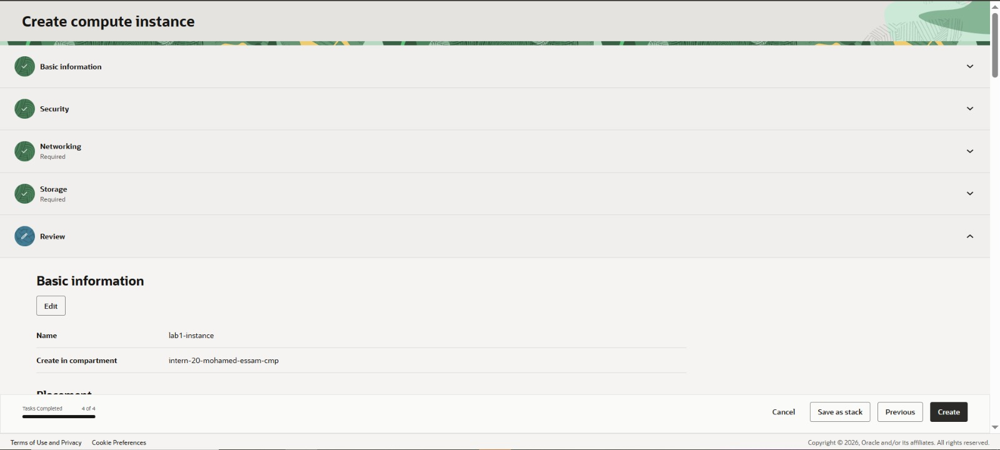 Create compute instance
Basic information
Security
Networking
Required
Storage
Required
Review
Basic information
Edit
Name lab1-instance
Create in compartment intern-20-mohamed-essam-cmp
Placement
Tasks Completed 4 of 4
Cancel Save as stack Previous Create
Terms of Use and Privacy Cookie Preferences Copyright © 2026, Oracle and/or its affiliates. All rights reserved.